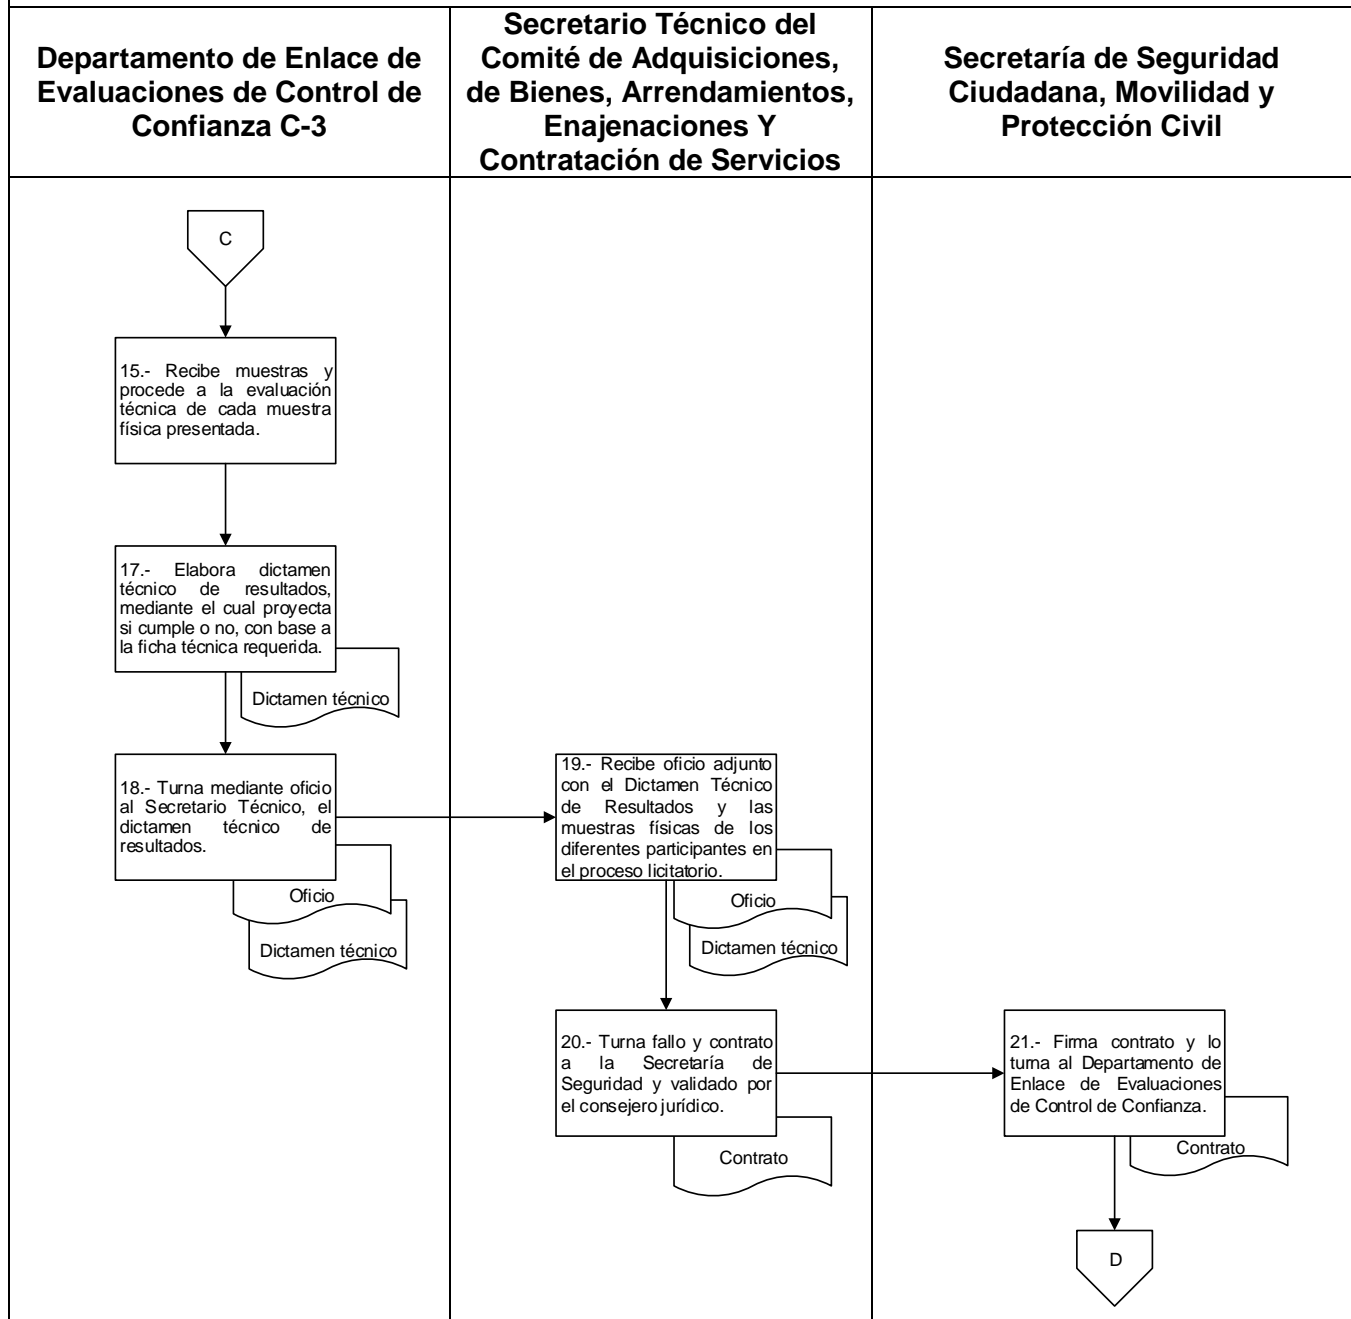 Departamento de Enlace de
Evaluaciones de Control de
Confianza C-3
Secretario Técnico del
Comité de Adquisiciones,
de Bienes, Arrendamientos,
Enajenaciones Y
Contratación de Servicios
Secretaría de Seguridad
Ciudadana, Movilidad y
Protección Civil
C
15.- Recibe muestras y
procede a la evaluación
técnica de cada muestra
física presentada.
17.- Elabora dictamen
técnico de resultados,
mediante el cual proyecta
si cumple o no, con base a
la ficha técnica requerida.
Dictamen técnico
18.- Turna mediante oficio
al Secretario Técnico, el
dictamen técnico de
resultados.
Oficio
Dictamen técnico
19.- Recibe oficio adjunto
con el Dictamen Técnico
de Resultados y las
muestras físicas de los
diferentes participantes en
el proceso licitatorio.
Oficio
Dictamen técnico
20.- Turna fallo y contrato
a la Secretaría de
Seguridad y validado por
el consejero jurídico.
Contrato
21.- Firma contrato y lo
turna al Departamento de
Enlace de Evaluaciones
de Control de Confianza.
Contrato
D